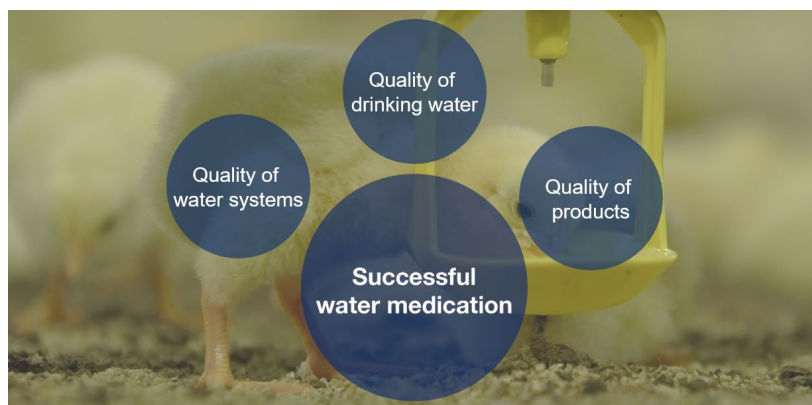 Quality of
drinking water
Quality of
water systems
Quality of
products
Successful
water medication